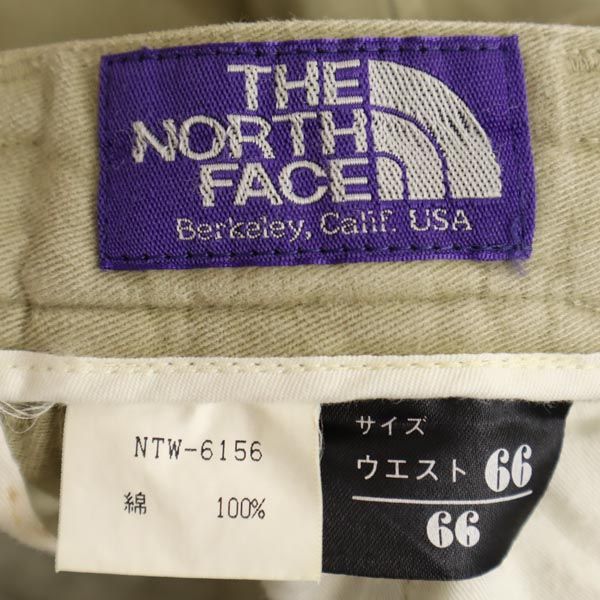 THE
NORTH
FACE
Berkeley, Calif. USA
NTW-6156
綿 100%
サイズ
ウエスト 66
66